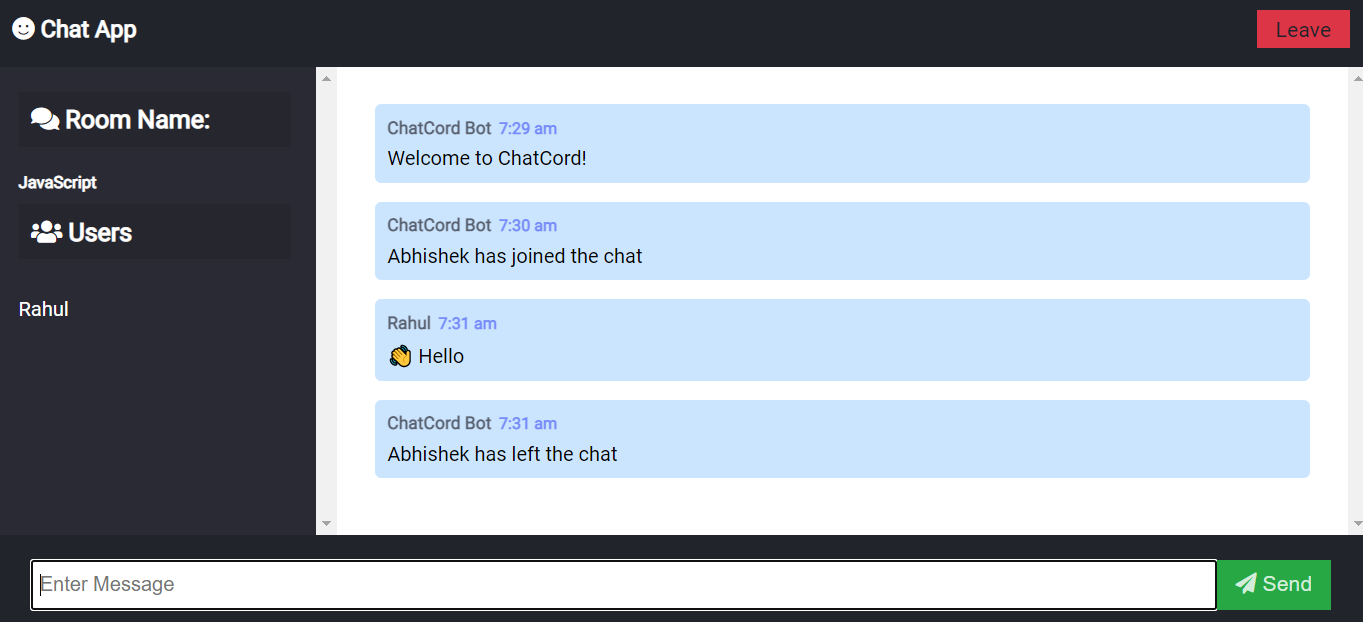 Chat App
Leave
Room Name:
JavaScript
Users
Rahul
ChatCord Bot 7:29 am
Welcome to ChatCord!
ChatCord Bot 7:30 am
Abhishek has joined the chat
Rahul 7:31 am
👋 Hello
ChatCord Bot 7:31 am
Abhishek has left the chat
Enter Message
Send